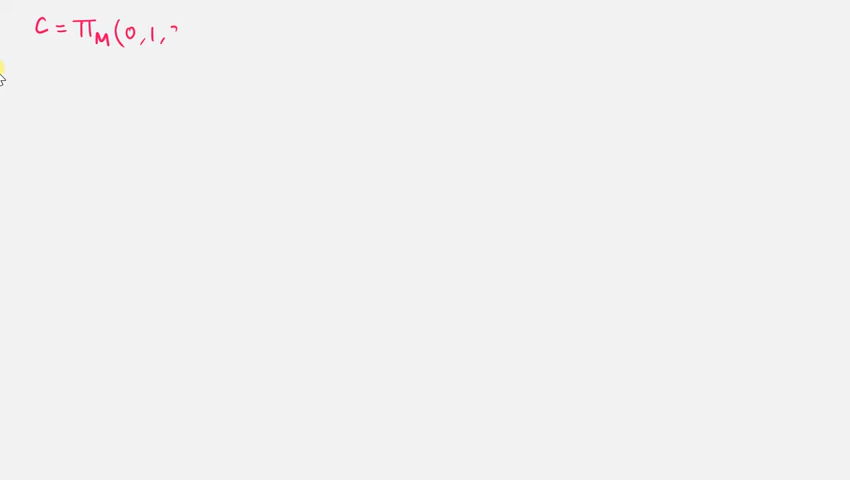 C = π_M(0,1,